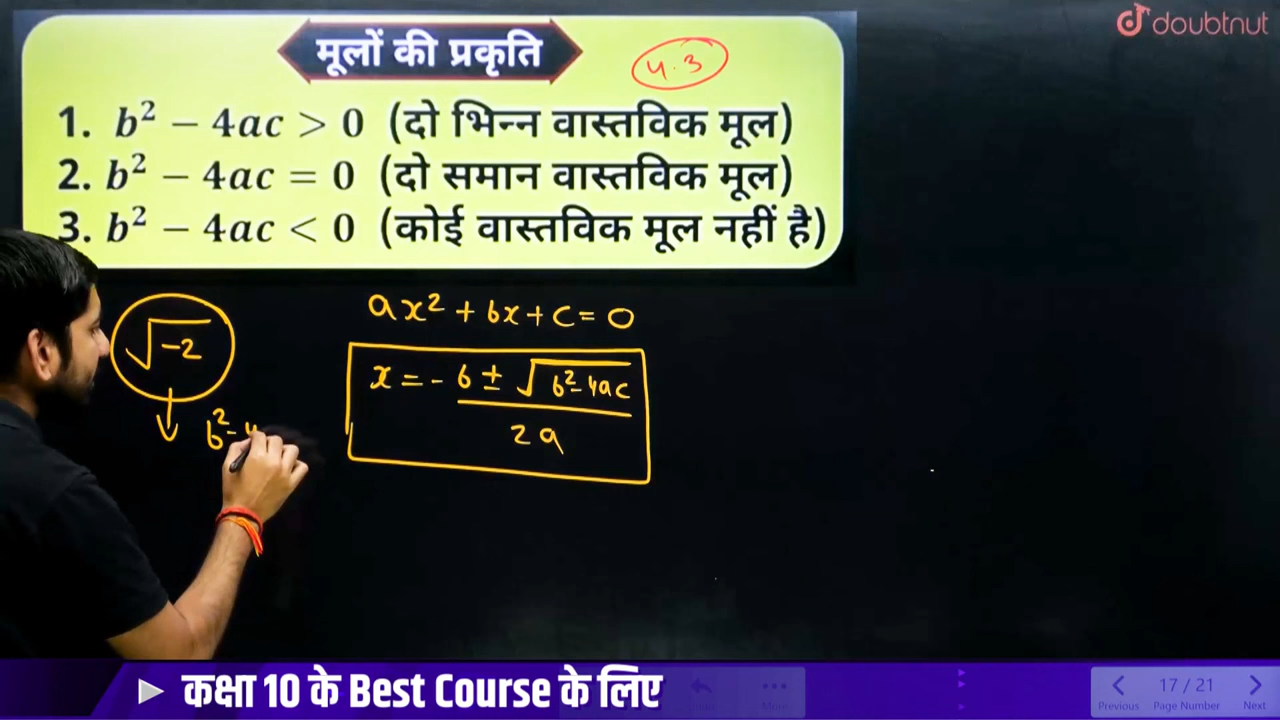 doubtnut
मूलों की प्रकृति
4.3
1. b² − 4ac > 0 (दो भिन्न वास्तविक मूल)
2. b² − 4ac = 0 (दो समान वास्तविक मूल)
3. b² − 4ac < 0 (कोई वास्तविक मूल नहीं है)
ax² + bx + c = 0
√-2
x = - b ± √b²-4ac
2a
b² - 4
कक्षा 10 के Best Course के लिए
17 / 21
Previous Page Number Next